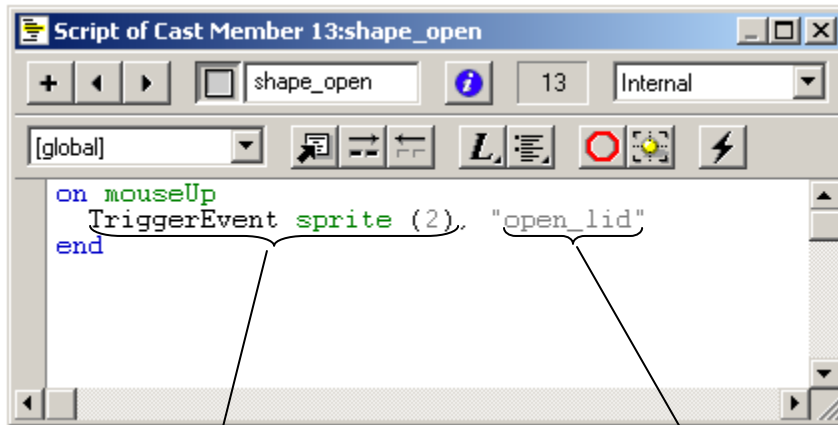 Script of Cast Member 13:shape_open
shape_open 13 Internal
[global] L
on mouseUp
TriggerEvent sprite (2), "open_lid"
end